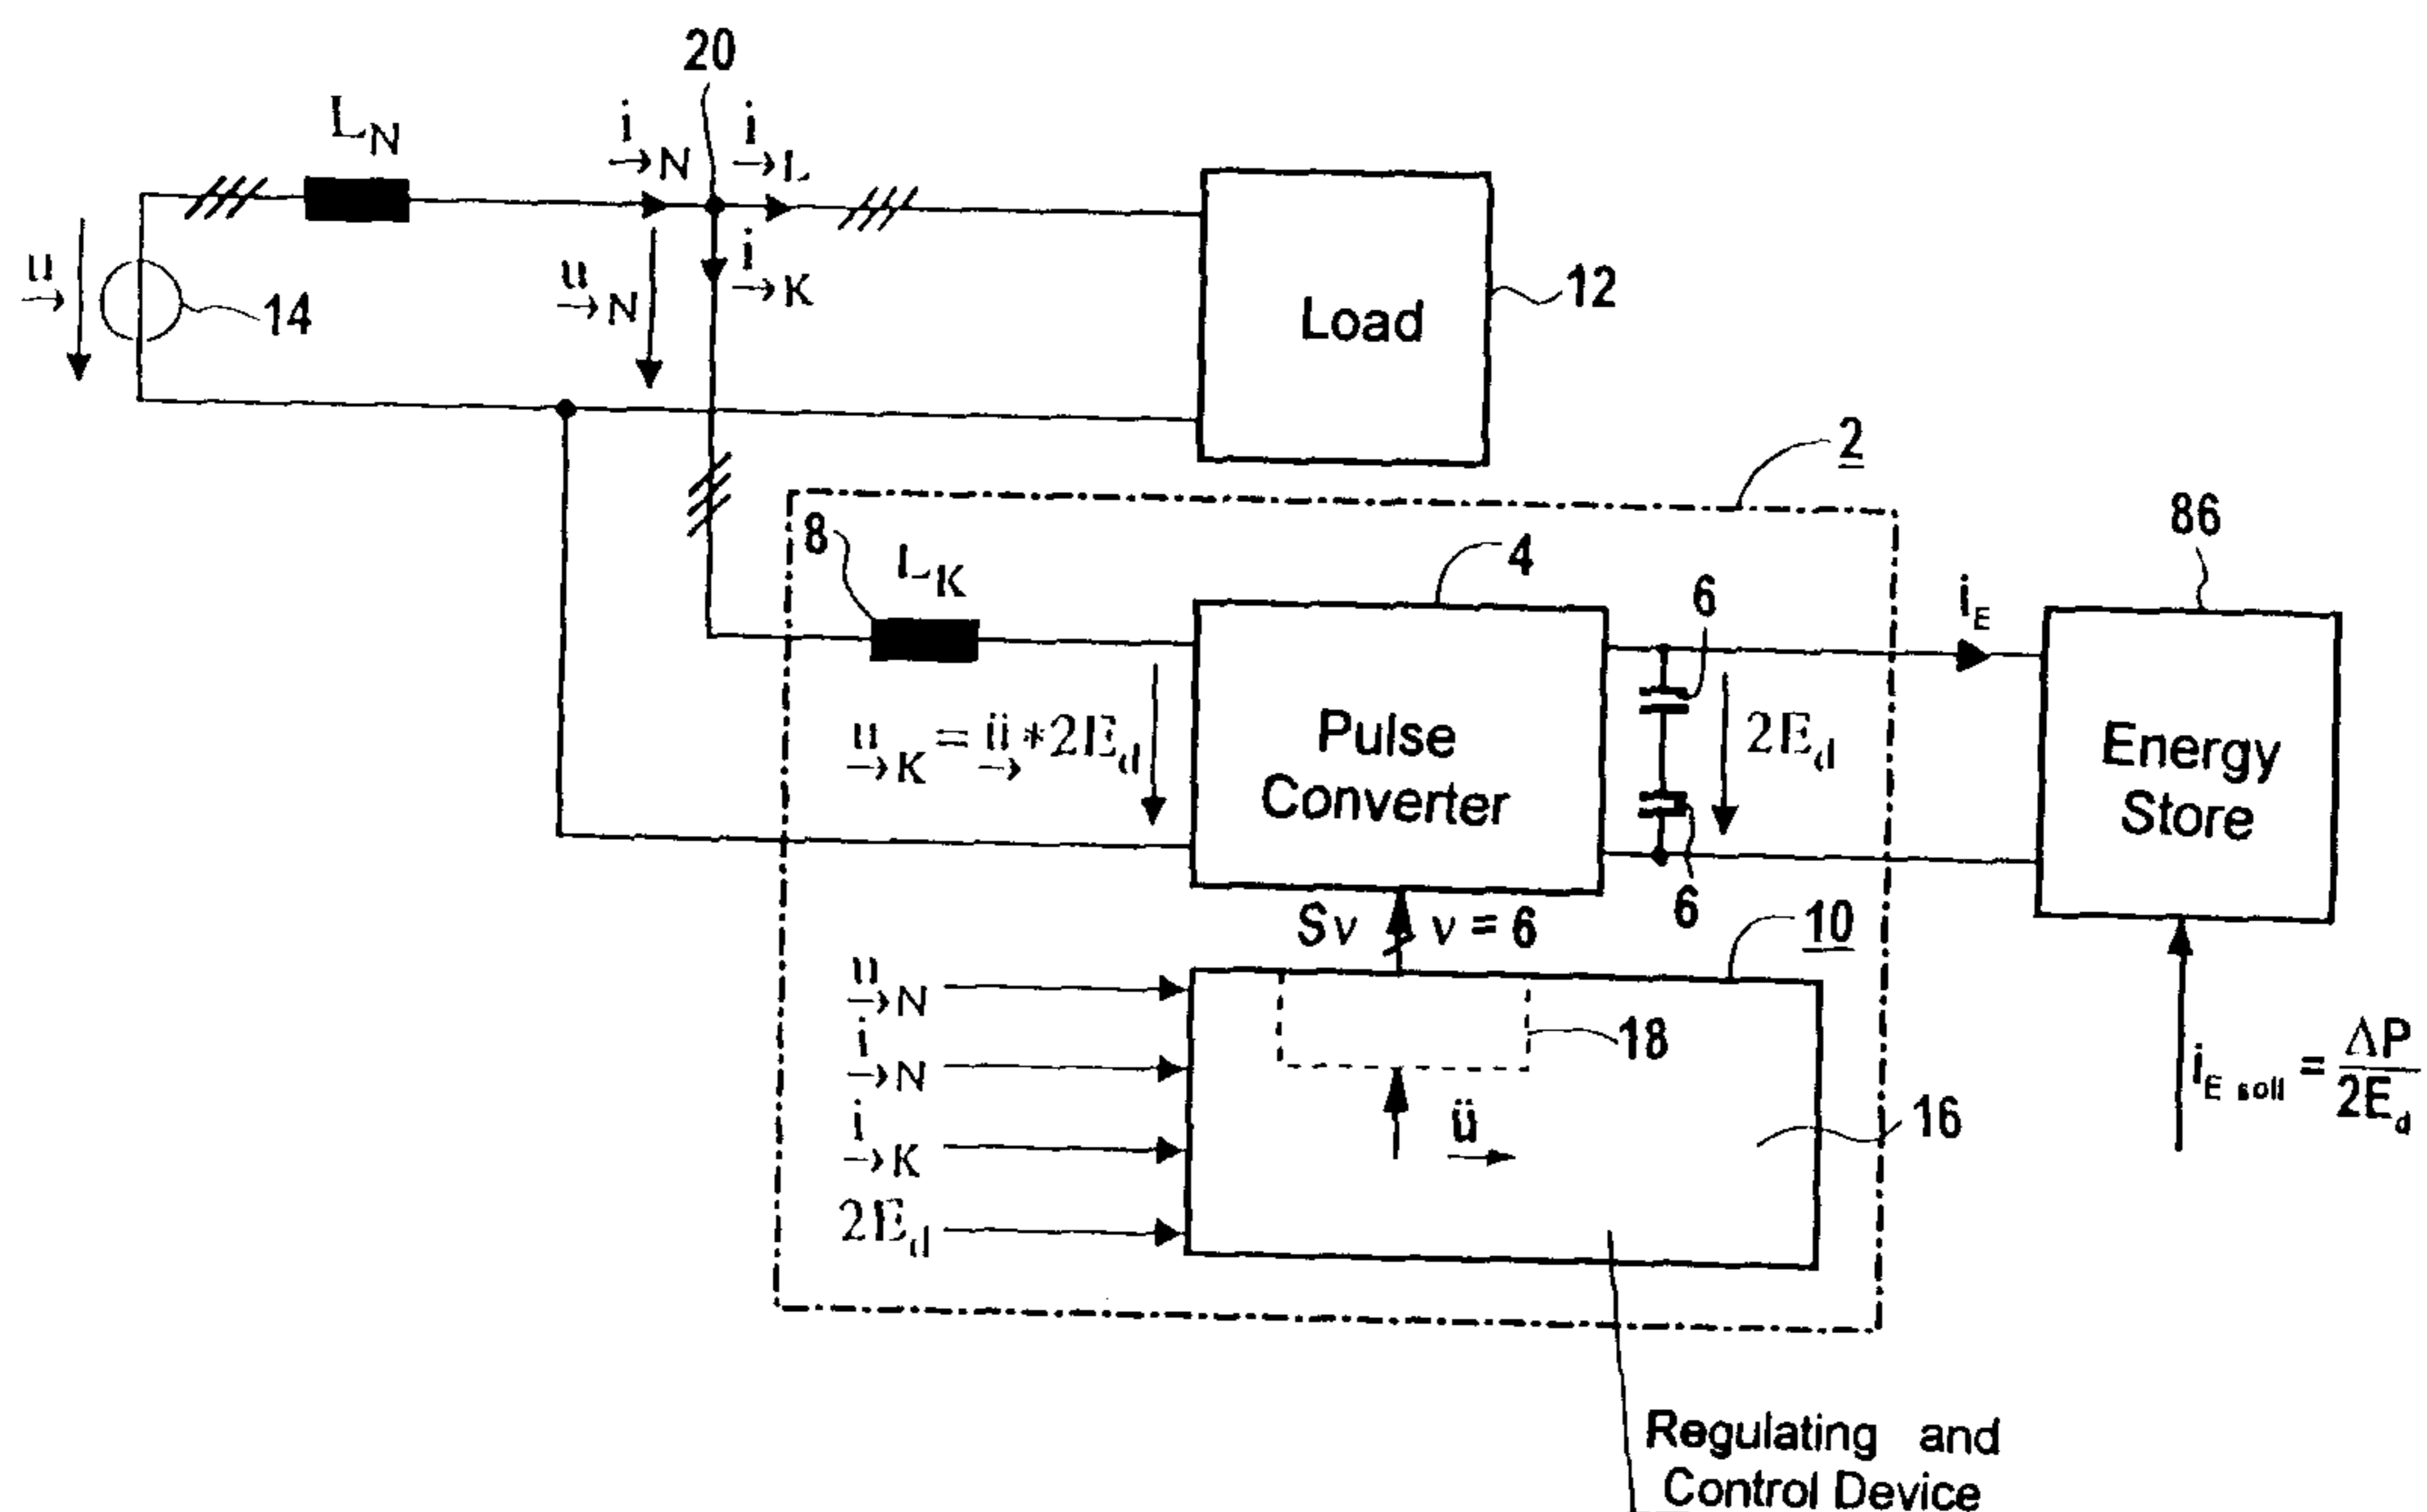 20
L_N
i_N
i_L
u
14
u_N
i_K
Load
12
2
8
L_K
4
6
i_E
86
u_K = ü * 2E_d
Pulse
Converter
2E_d
Energy
Store
6
Sν ν = 6
10
u_N
i_N
i_K
2E_d
18
ü
16
i_E soll = ΔP / 2E_d
Regulating and
Control Device